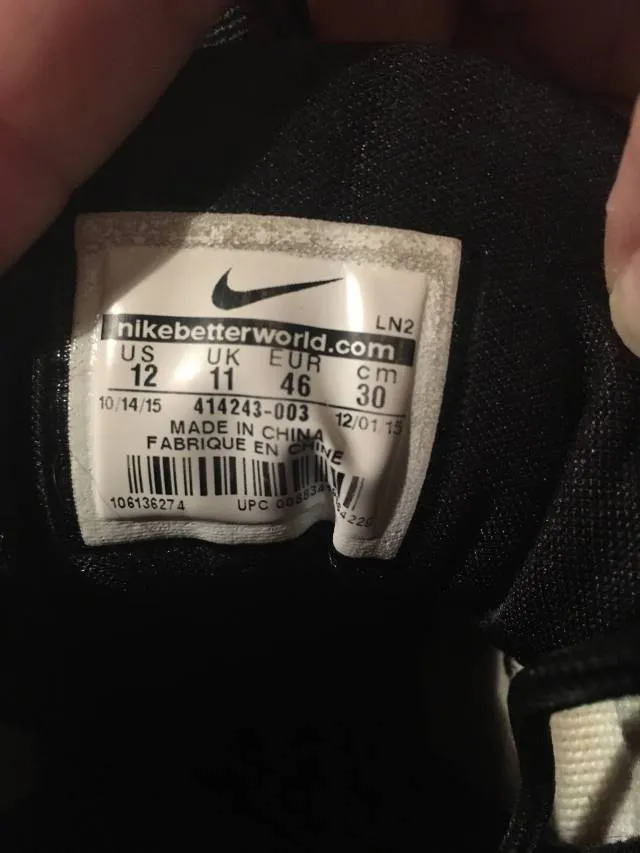 LN2
nikebetterworld.com
US UK EUR cm
12 11 46 30
10/14/15 414243-003 12/01/15
MADE IN CHINA
FABRIQUE EN CHINE
106136274 UPC